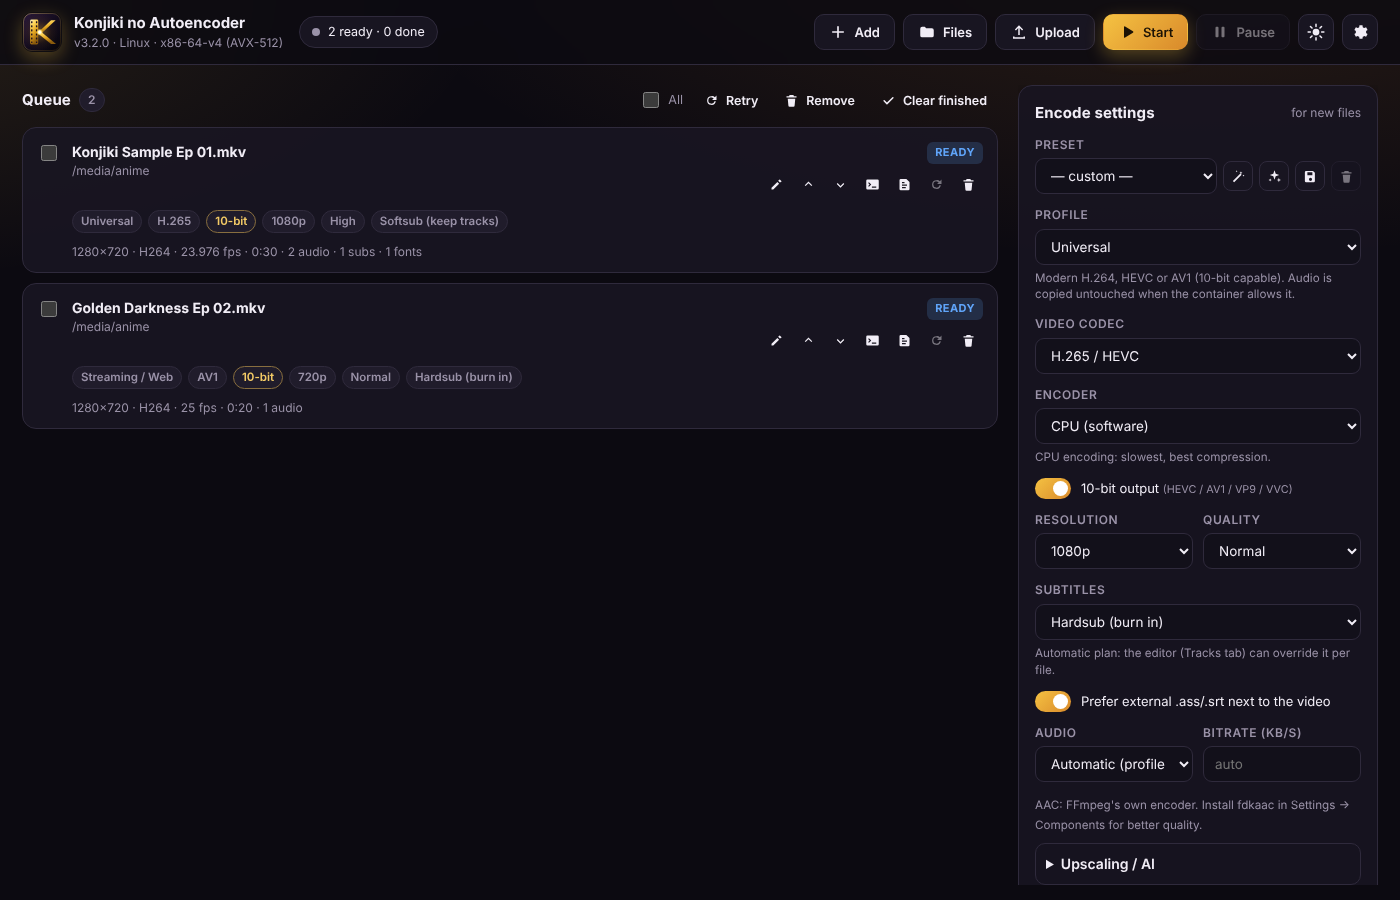 Konjiki no Autoencoder
v3.2.0 · Linux · x86-64-v4 (AVX-512)
2 ready · 0 done
Add
Files
Upload
Start
Pause
Queue 2
All
Retry
Remove
Clear finished
Konjiki Sample Ep 01.mkv
READY
/media/anime
Universal
H.265
10-bit
1080p
High
Softsub (keep tracks)
1280×720 · H264 · 23.976 fps · 0:30 · 2 audio · 1 subs · 1 fonts
Golden Darkness Ep 02.mkv
READY
/media/anime
Streaming / Web
AV1
10-bit
720p
Normal
Hardsub (burn in)
1280×720 · H264 · 25 fps · 0:20 · 1 audio
Encode settings
for new files
PRESET
— custom —
PROFILE
Universal
Modern H.264, HEVC or AV1 (10-bit capable). Audio is
copied untouched when the container allows it.
VIDEO CODEC
H.265 / HEVC
ENCODER
CPU (software)
CPU encoding: slowest, best compression.
10-bit output (HEVC / AV1 / VP9 / VVC)
RESOLUTION
QUALITY
1080p
Normal
SUBTITLES
Hardsub (burn in)
Automatic plan: the editor (Tracks tab) can override it per
file.
Prefer external .ass/.srt next to the video
AUDIO
BITRATE (KB/S)
Automatic (profile
auto
AAC: FFmpeg's own encoder. Install fdkaac in Settings →
Components for better quality.
Upscaling / AI